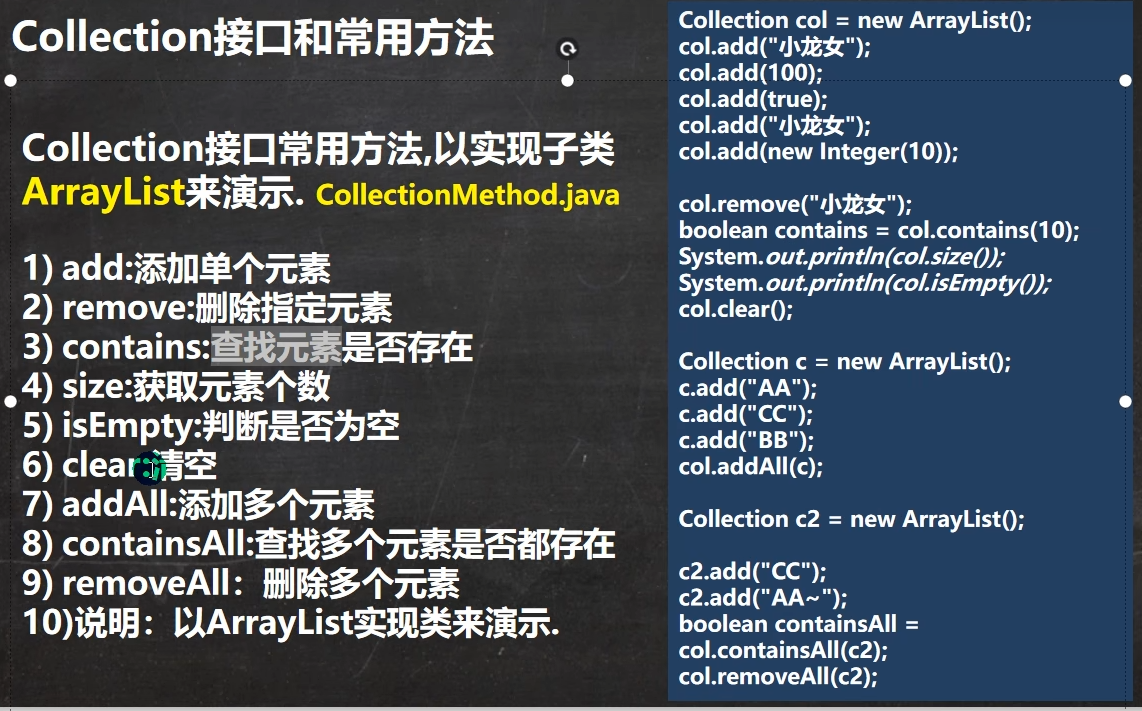 Collection接口和常用方法
Collection接口常用方法,以实现子类
ArrayList来演示. CollectionMethod.java
1) add:添加单个元素
2) remove:删除指定元素
3) contains:查找元素是否存在
4) size:获取元素个数
5) isEmpty:判断是否为空
6) clear:清空
7) addAll:添加多个元素
8) containsAll:查找多个元素是否都存在
9) removeAll：删除多个元素
10)说明：以ArrayList实现类来演示.
Collection col = new ArrayList();
col.add("小龙女");
col.add(100);
col.add(true);
col.add("小龙女");
col.add(new Integer(10));
col.remove("小龙女");
boolean contains = col.contains(10);
System.out.println(col.size());
System.out.println(col.isEmpty());
col.clear();
Collection c = new ArrayList();
c.add("AA");
c.add("CC");
c.add("BB");
col.addAll(c);
Collection c2 = new ArrayList();
c2.add("CC");
c2.add("AA~");
boolean containsAll =
col.containsAll(c2);
col.removeAll(c2);